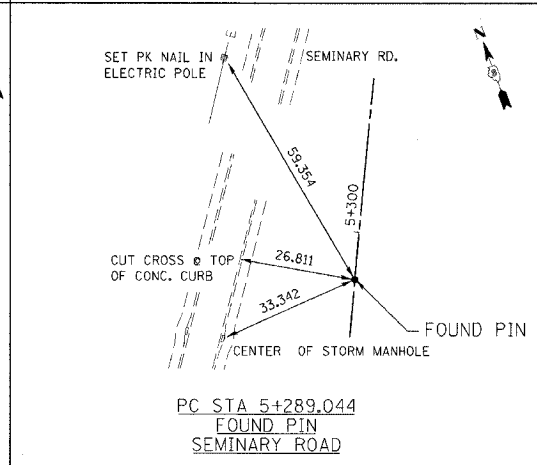 SET PK NAIL IN
ELECTRIC POLE
E
SEMINARY RD.
N
59.354
5+300
CUT CROSS @ TOP
OF CONC. CURB
26.811
33.342
FOUND PIN
CENTER OF STORM MANHOLE
PC STA 5+289.044
FOUND PIN
SEMINARY ROAD